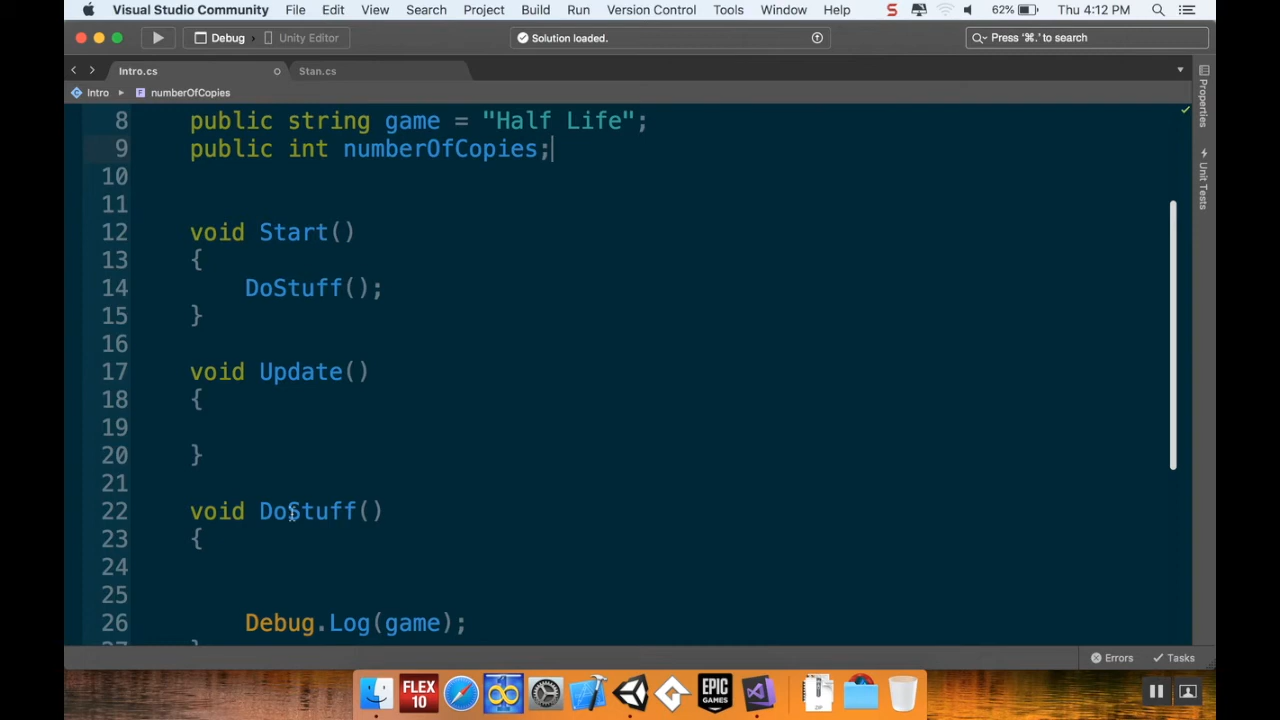 Visual Studio Community File Edit View Search Project Build Run Version Control Tools Window Help S 62% Thu 4:12 PM
Debug Unity Editor Solution loaded. Press '⌘.' to search
Intro.cs Stan.cs
Intro numberOfCopies
Properties
Unit Tests
8 public string game = "Half Life";
9 public int numberOfCopies;
10
11
12 void Start()
13 {
14 DoStuff();
15 }
16
17 void Update()
18 {
19
20 }
21
22 void DoStuff()
23 {
24
25
26 Debug.Log(game);
Errors Tasks
FLEX 10 EPIC GAMES ZIP